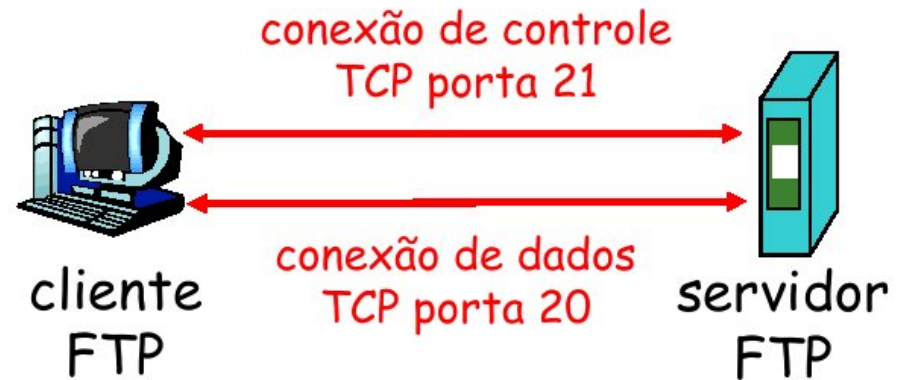 conexão de controle
TCP porta 21
conexão de dados
TCP porta 20
cliente
FTP
servidor
FTP